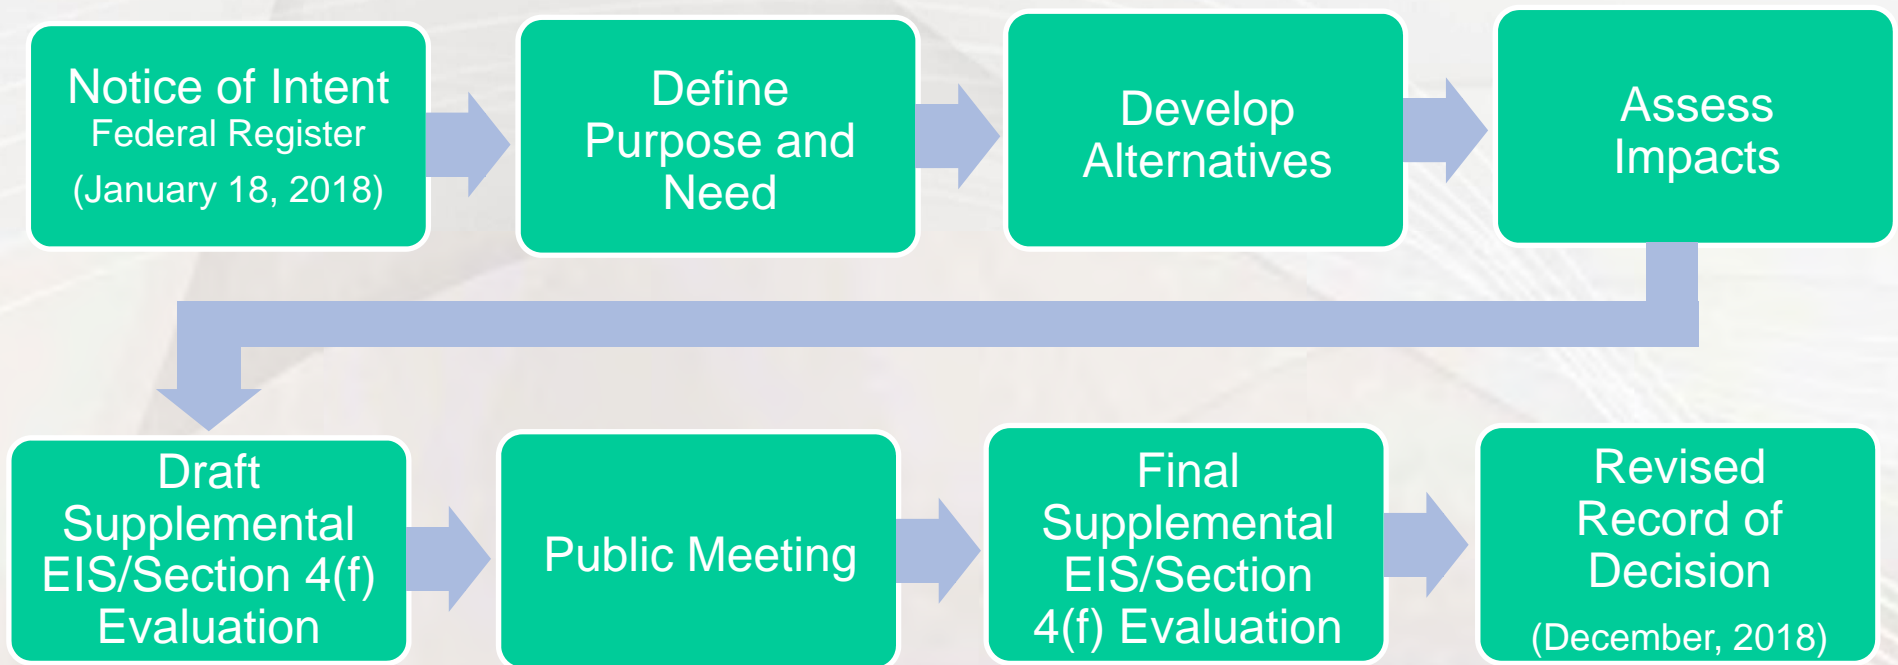 Notice of Intent
Federal Register
(January 18, 2018)
Define
Purpose and
Need
Develop
Alternatives
Assess
Impacts
Draft
Supplemental
EIS/Section 4(f)
Evaluation
Public Meeting
Final
Supplemental
EIS/Section
4(f) Evaluation
Revised
Record of
Decision
(December, 2018)